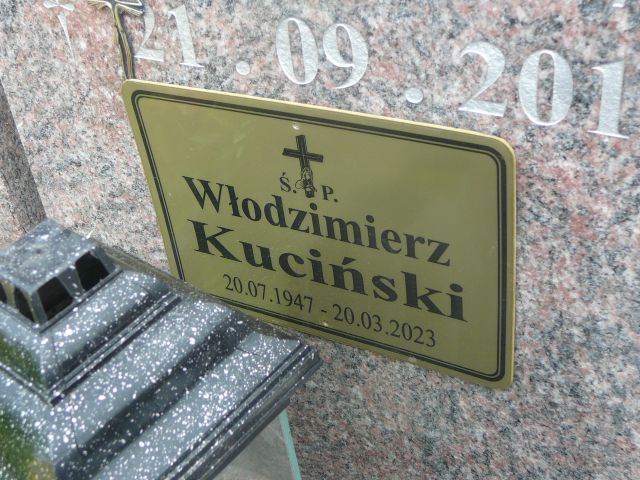 21.09.201
Ś. P.
Włodzimierz
Kuciński
20.07.1947 - 20.03.2023